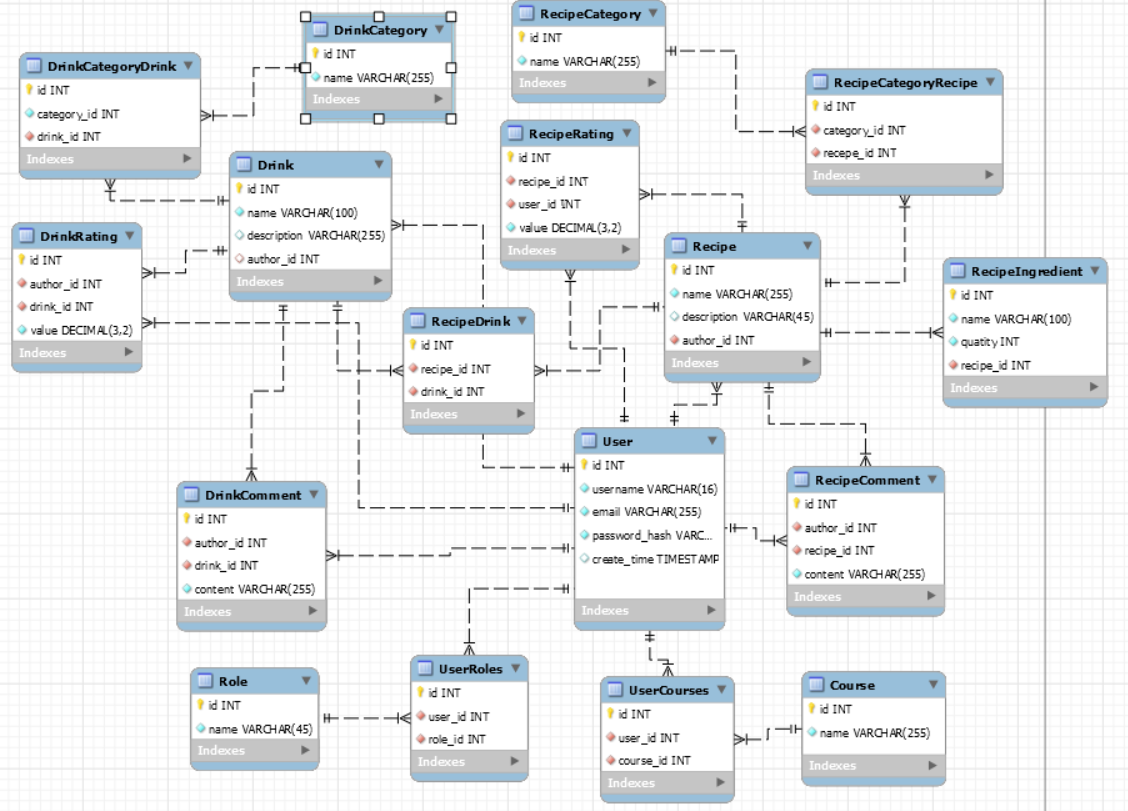 DrinkCategory
id INT
name VARCHAR(255)
Indexes
RecipeCategory
id INT
name VARCHAR(255)
Indexes
DrinkCategoryDrink
id INT
category_id INT
drink_id INT
Indexes
RecipeCategoryRecipe
id INT
category_id INT
recepe_id INT
Indexes
RecipeRating
id INT
recipe_id INT
user_id INT
value DECIMAL(3,2)
Indexes
Drink
id INT
name VARCHAR(100)
description VARCHAR(255)
author_id INT
Indexes
DrinkRating
id INT
author_id INT
drink_id INT
value DECIMAL(3,2)
Indexes
Recipe
id INT
name VARCHAR(255)
description VARCHAR(45)
author_id INT
Indexes
RecipeIngredient
id INT
name VARCHAR(100)
quatity INT
recipe_id INT
Indexes
RecipeDrink
id INT
recipe_id INT
drink_id INT
Indexes
User
id INT
username VARCHAR(16)
email VARCHAR(255)
password_hash VARC...
create_time TIMESTAMP
Indexes
RecipeComment
id INT
author_id INT
recipe_id INT
content VARCHAR(255)
Indexes
DrinkComment
id INT
author_id INT
drink_id INT
content VARCHAR(255)
Indexes
Role
id INT
name VARCHAR(45)
Indexes
UserRoles
id INT
user_id INT
role_id INT
Indexes
UserCourses
id INT
user_id INT
course_id INT
Indexes
Course
id INT
name VARCHAR(255)
Indexes